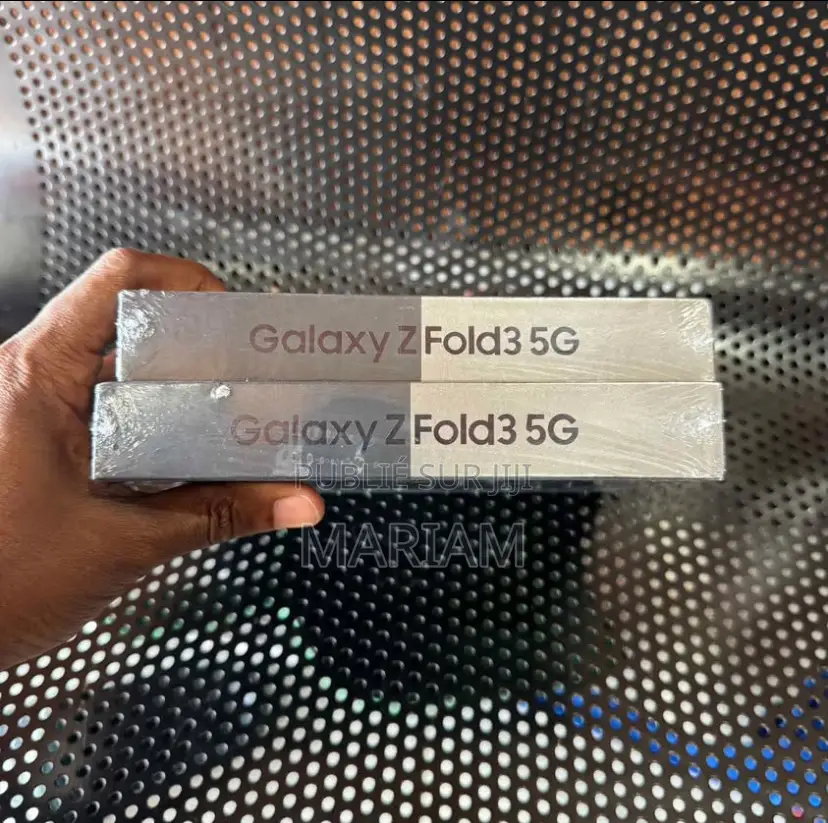 Galaxy Z Fold3 5G
Galaxy Z Fold3 5G
PUBLIÉ SUR JIJI
MARIAM